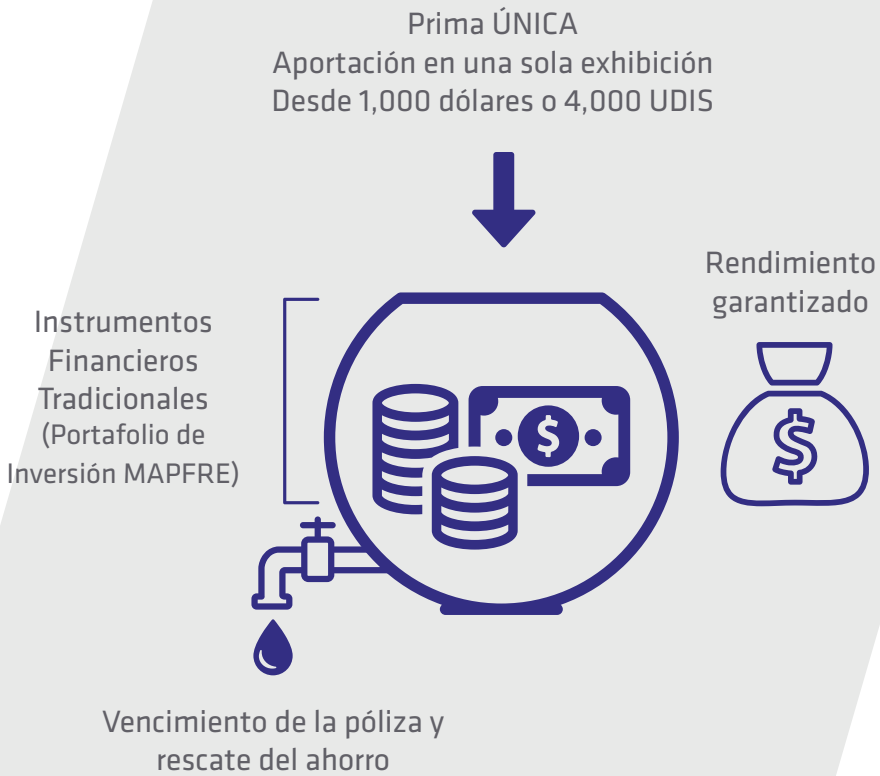 Prima ÚNICA
Aportación en una sola exhibición
Desde 1,000 dólares o 4,000 UDIS
Rendimiento
garantizado
Instrumentos
Financieros
Tradicionales
(Portafolio de
Inversión MAPFRE)
$
$
Vencimiento de la póliza y
rescate del ahorro